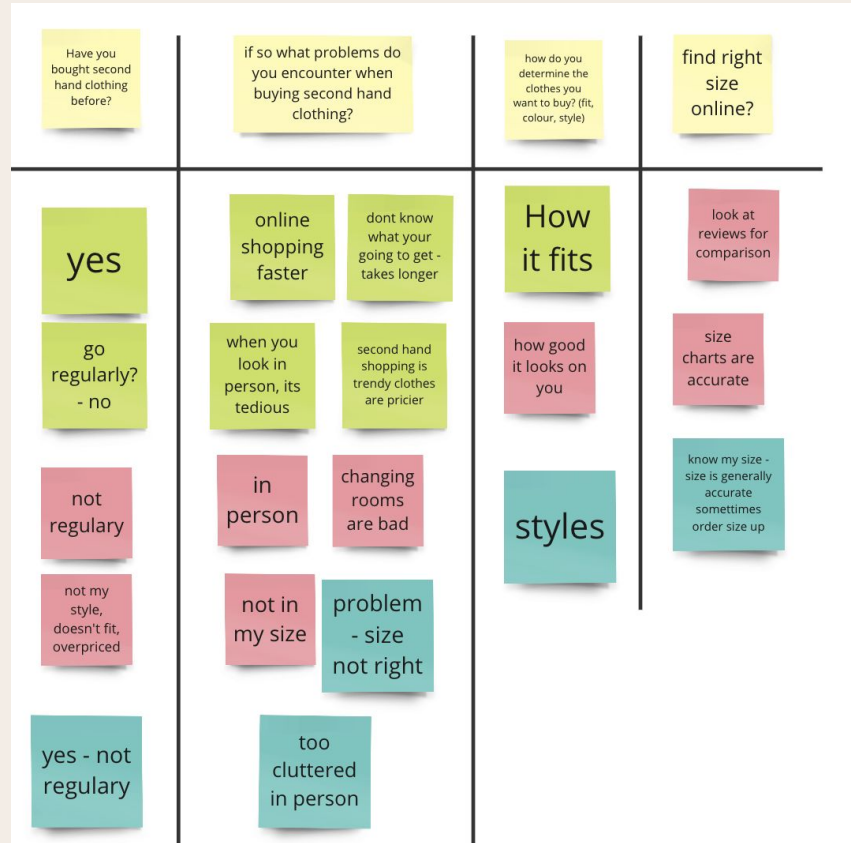 Have you
bought second
hand clothing
before?
if so what problems do
you encounter when
buying second hand
clothing?
how do you
determine the
clothes you
want to buy? (fit,
colour, style)
find right
size
online?
yes
go
regularly?
- no
not
regulary
not my
style,
doesn't fit,
overpriced
yes - not
regulary
online
shopping
faster
dont know
what your
going to get -
takes longer
when you
look in
person, its
tedious
second hand
shopping is
trendy clothes
are pricier
in
person
changing
rooms
are bad
not in
my size
problem
- size
not right
too
cluttered
in person
How
it fits
how good
it looks on
you
styles
look at
reviews for
comparison
size
charts are
accurate
know my size -
size is generally
accurate
somettimes
order size up